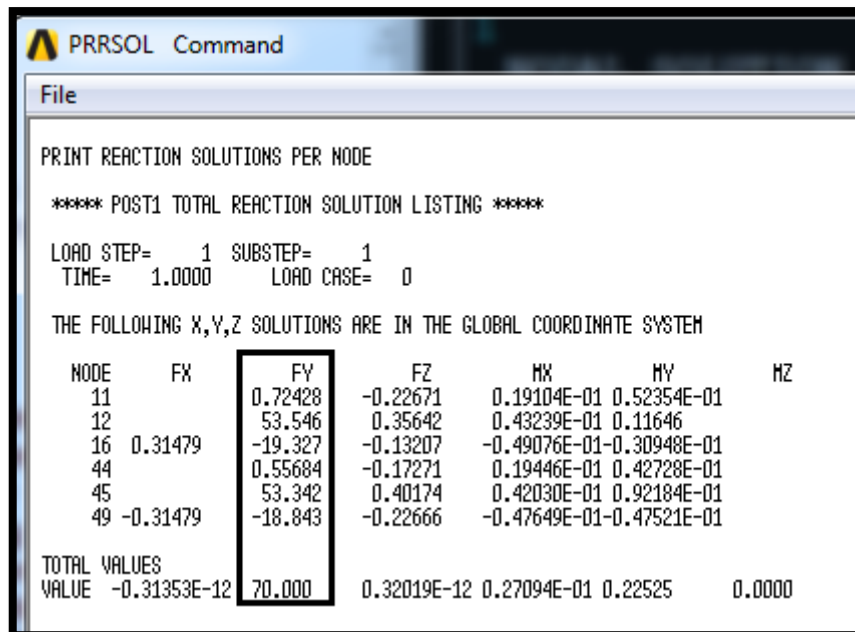 PRRSOL Command
File
PRINT REACTION SOLUTIONS PER NODE
***** POST1 TOTAL REACTION SOLUTION LISTING *****
LOAD STEP= 1 SUBSTEP= 1
TIME= 1.0000 LOAD CASE= 0
THE FOLLOWING X,Y,Z SOLUTIONS ARE IN THE GLOBAL COORDINATE SYSTEM
NODE FX FY FZ MX MY MZ
11 0.72428 -0.22671 0.19104E-01 0.52354E-01
12 53.546 0.35642 0.43239E-01 0.11646
16 0.31479 -19.327 -0.13207 -0.49076E-01-0.30948E-01
44 0.55684 -0.17271 0.19446E-01 0.42728E-01
45 53.342 0.40174 0.42030E-01 0.92184E-01
49 -0.31479 -18.843 -0.22666 -0.47649E-01-0.47521E-01
TOTAL VALUES
VALUE -0.31353E-12 70.000 0.32019E-12 0.27094E-01 0.22525 0.0000